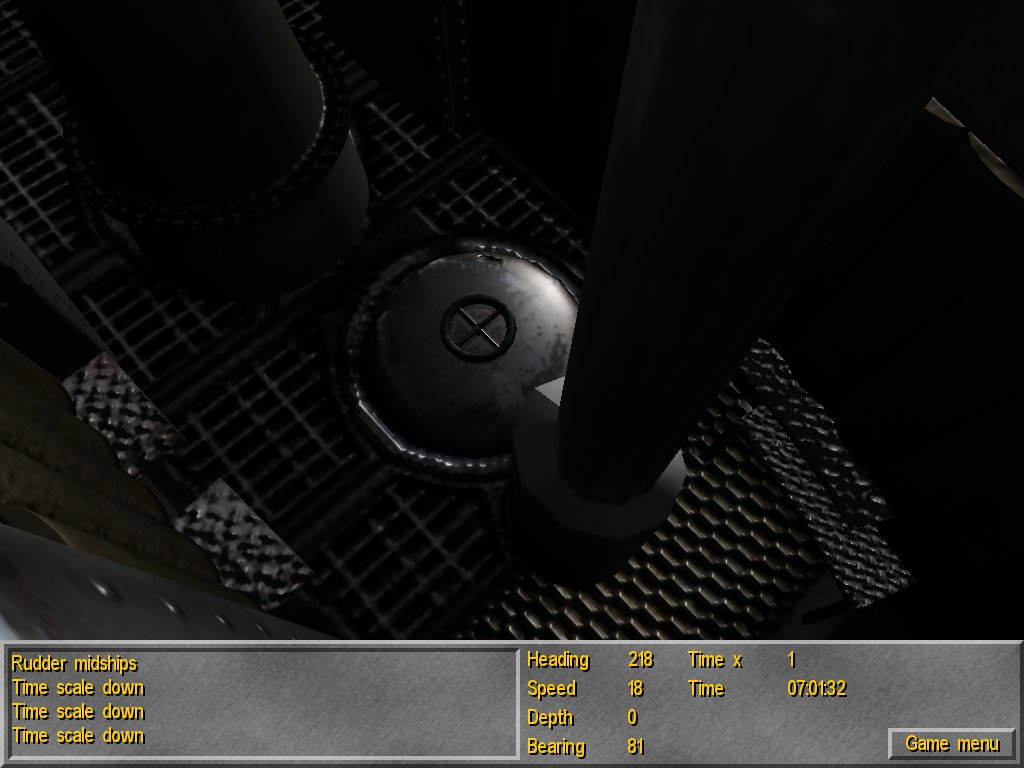 Rudder midships
Time scale down
Time scale down
Time scale down
Heading 218 Time x 1
Speed 18 Time 07:01:32
Depth 0
Bearing 81
Game menu